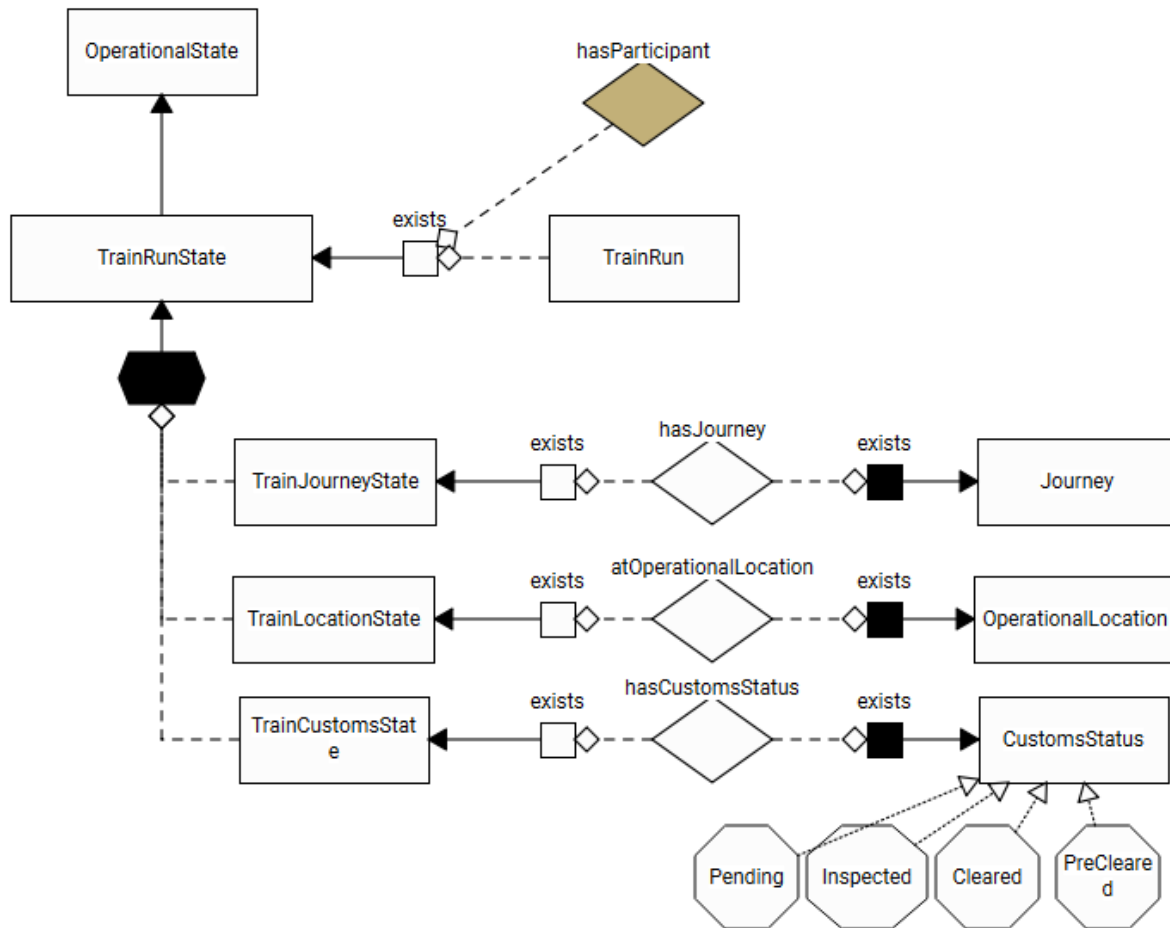 OperationalState
hasParticipant
exists
TrainRunState
TrainRun
exists
hasJourney
exists
TrainJourneyState
Journey
exists
atOperationalLocation
exists
TrainLocationState
OperationalLocation
exists
hasCustomsStatus
exists
TrainCustomsStat
e
CustomsStatus
Pending
Inspected
Cleared
PreCleare
d